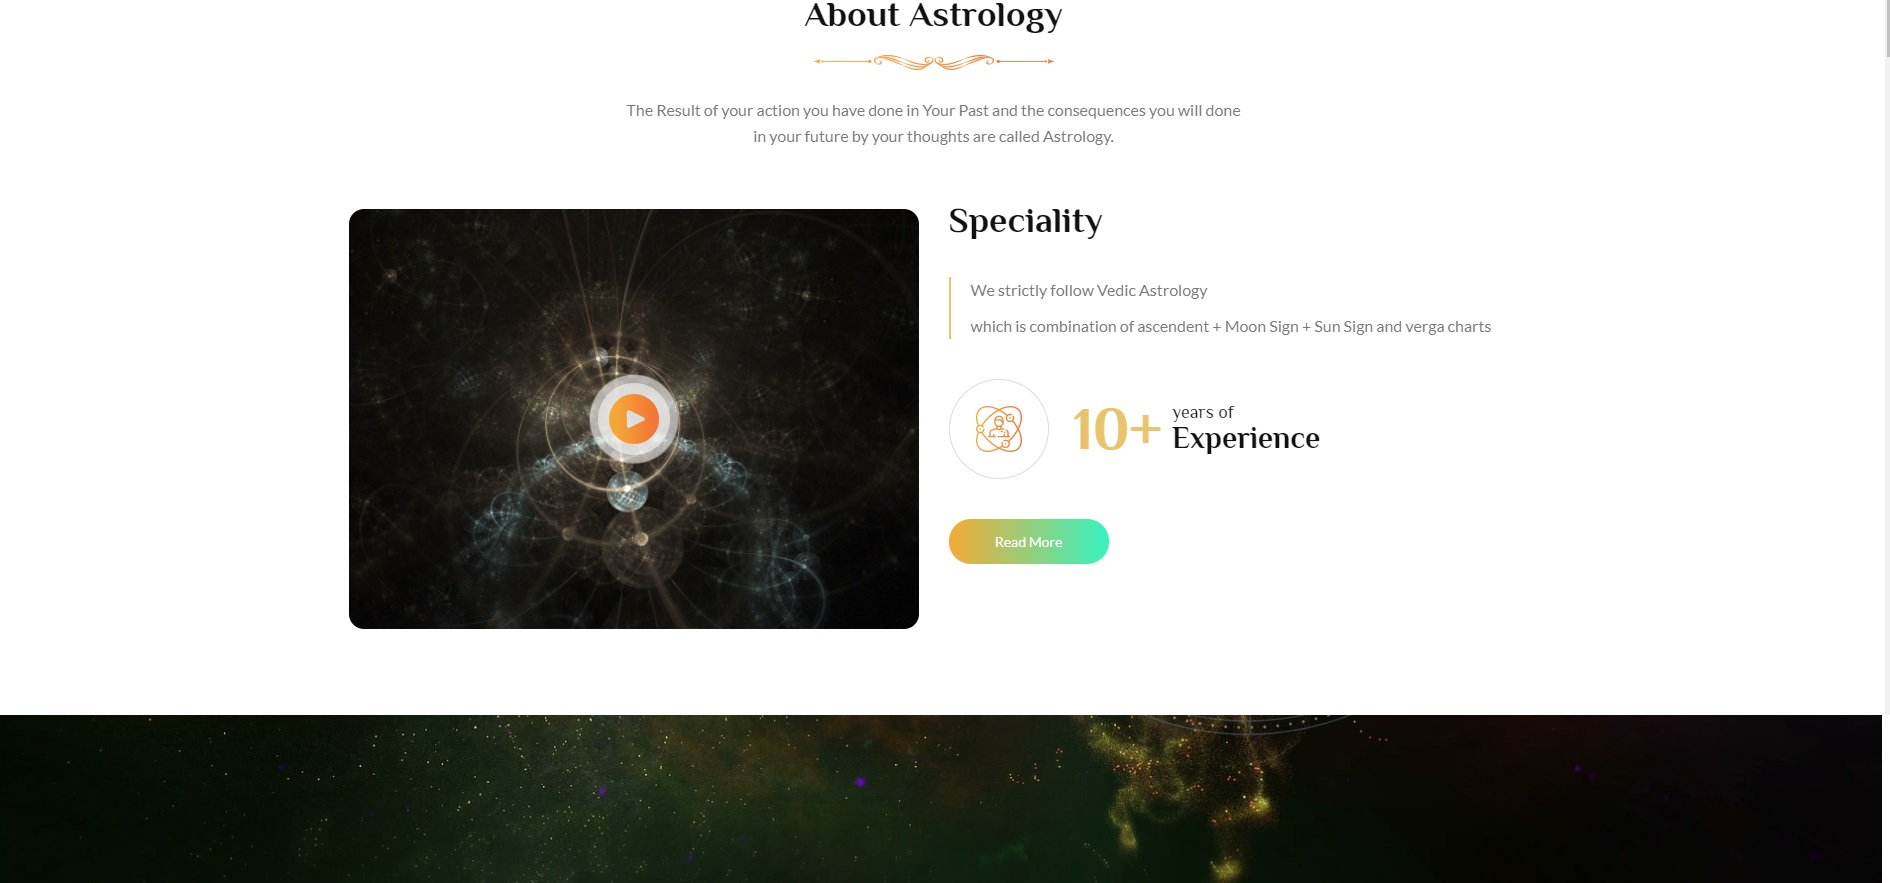 About Astrology
The Result of your action you have done in Your Past and the consequences you will done
in your future by your thoughts are called Astrology.
Speciality
We strictly follow Vedic Astrology
which is combination of ascendent + Moon Sign + Sun Sign and verga charts
10+
years of
Experience
Read More